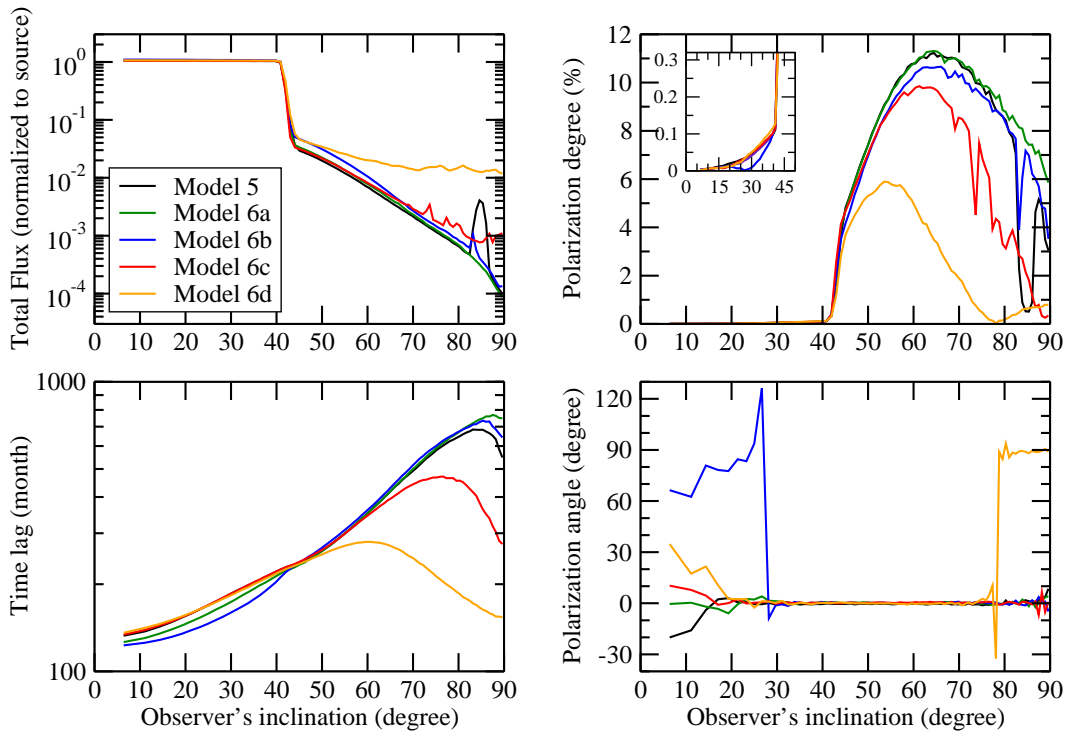 Total Flux (normalized to source)
10^0
10^-1
10^-2
10^-3
10^-4
Model 5
Model 6a
Model 6b
Model 6c
Model 6d
0 10 20 30 40 50 60 70 80 90
Polarization degree (%)
12
10
8
6
4
2
0
0.3
0.2
0.1
0
0 15 30 45
0 10 20 30 40 50 60 70 80 90
Time lag (month)
1000
100
0 10 20 30 40 50 60 70 80 90
Observer's inclination (degree)
Polarization angle (degree)
120
90
60
30
0
-30
0 10 20 30 40 50 60 70 80 90
Observer's inclination (degree)